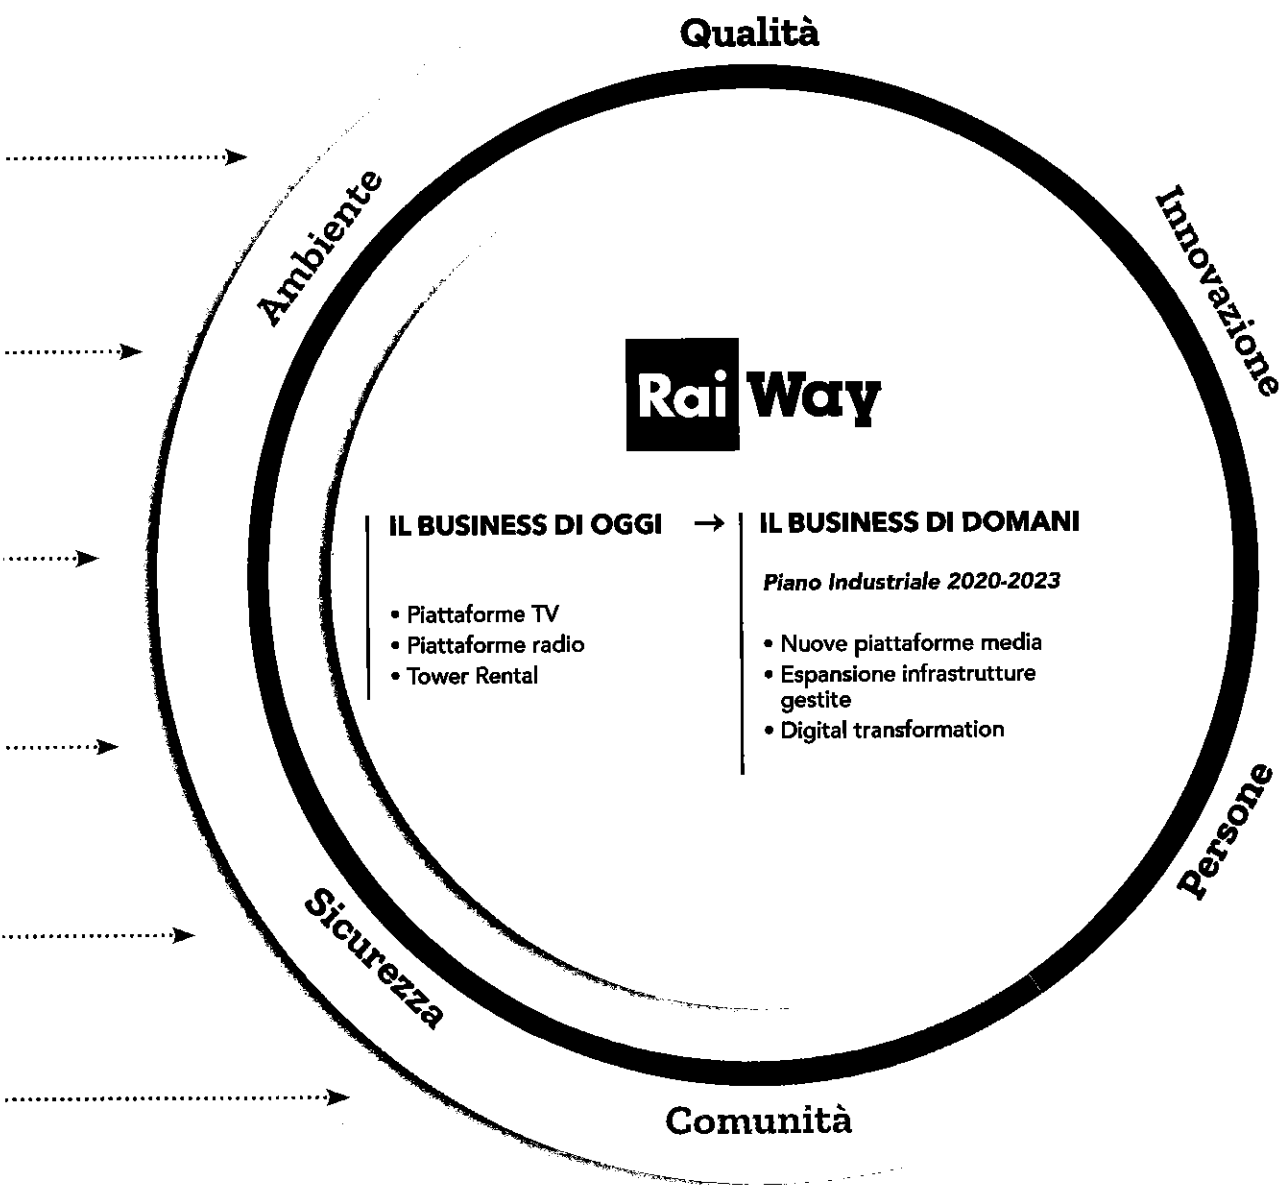 Qualità
Ambiente
Innovazione
Rai Way
IL BUSINESS DI OGGI → IL BUSINESS DI DOMANI
Piano Industriale 2020-2023
• Piattaforme TV
• Piattaforme radio
• Tower Rental
• Nuove piattaforme media
• Espansione infrastrutture
gestite
• Digital transformation
Persone
Sicurezza
Comunità